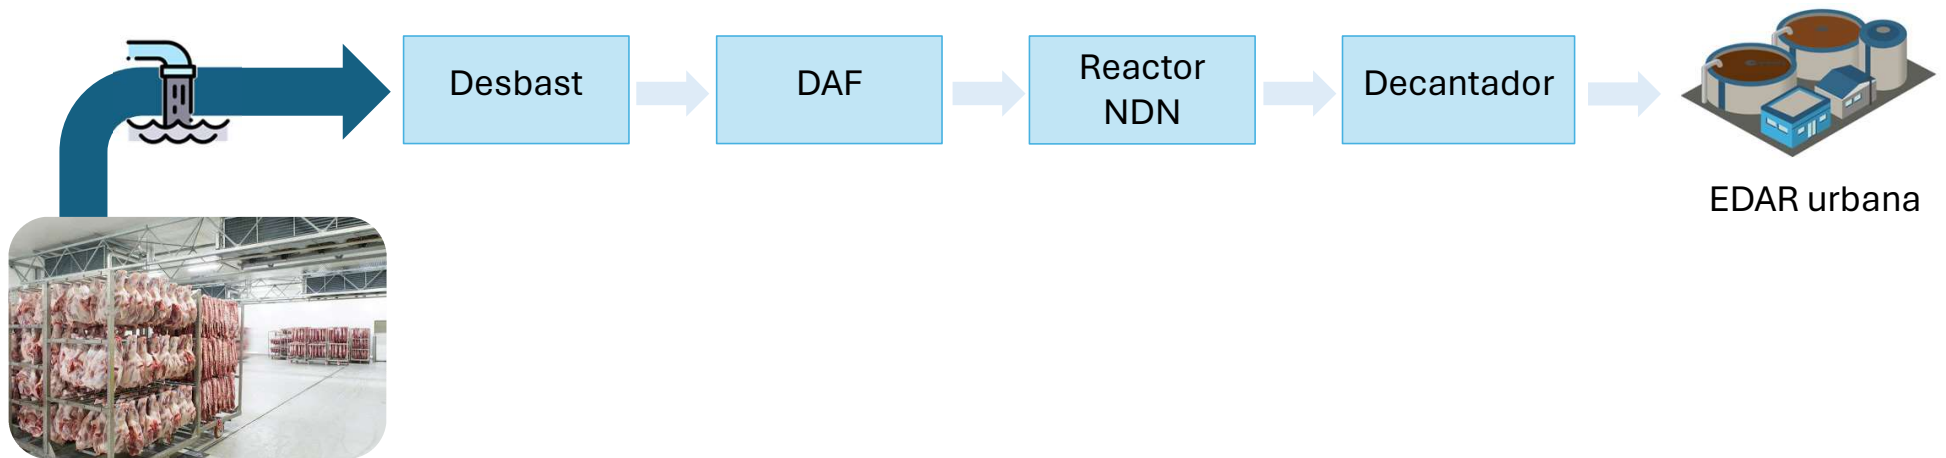 Desbast
DAF
Reactor
NDN
Decantador
EDAR urbana